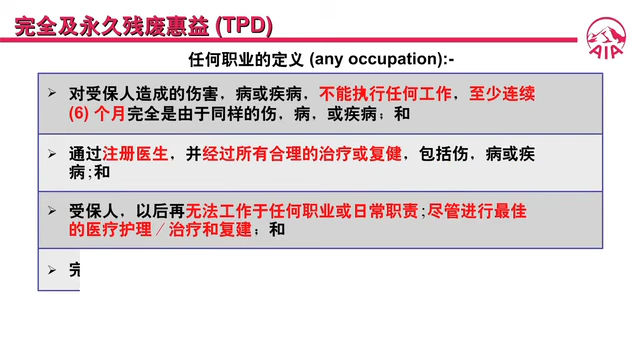 完全及永久残废惠益 (TPD)
AIA
任何职业的定义 (any occupation):-
对受保人造成的伤害，病或疾病，不能执行任何工作，至少连续
(6) 个月完全是由于同样的伤，病，或疾病；和
通过注册医生，并经过所有合理的治疗或复健，包括伤，病或疾
病;和
受保人，以后再无法工作于任何职业或日常职责;尽管进行最佳
的医疗护理／治疗和复建；和
完